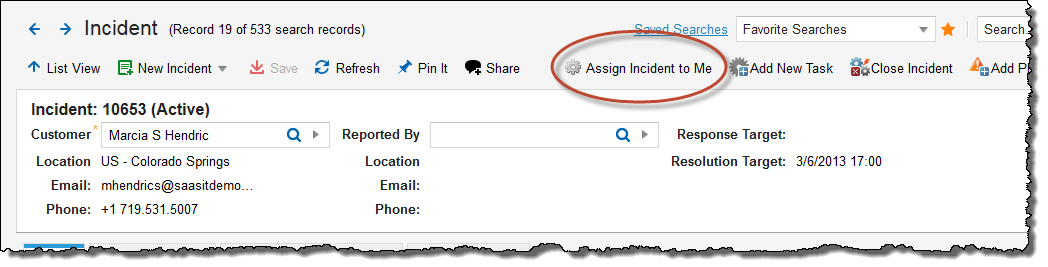 Incident (Record 19 of 533 search records) Saved Searches Favorite Searches Search...
List View New Incident Save Refresh Pin It Share Assign Incident to Me Add New Task Close Incident Add
Incident: 10653 (Active)
Customer * Marcia S Hendric Reported By Response Target:
Location US - Colorado Springs Location Resolution Target: 3/6/2013 17:00
Email: mhendrics@saasitdemo... Email:
Phone: +1 719.531.5007 Phone: